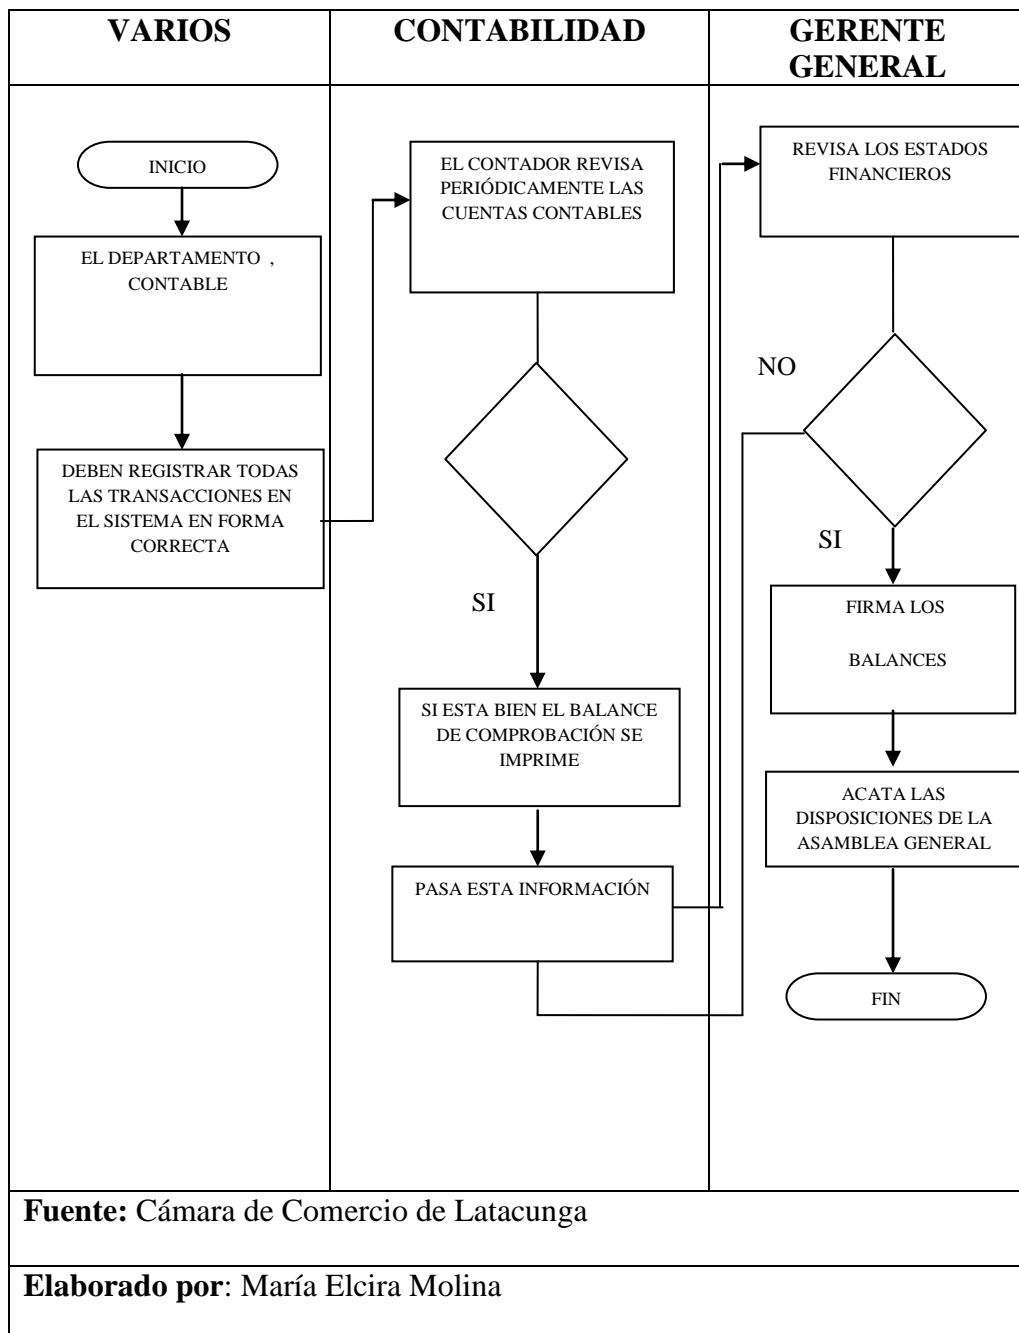 VARIOS
CONTABILIDAD
GERENTE
GENERAL
INICIO
EL DEPARTAMENTO ,
CONTABLE
DEBEN REGISTRAR TODAS
LAS TRANSACCIONES EN
EL SISTEMA EN FORMA
CORRECTA
EL CONTADOR REVISA
PERIÓDICAMENTE LAS
CUENTAS CONTABLES
SI
SI ESTA BIEN EL BALANCE
DE COMPROBACIÓN SE
IMPRIME
PASA ESTA INFORMACIÓN
REVISA LOS ESTADOS
FINANCIEROS
NO
SI
FIRMA LOS
BALANCES
ACATA LAS
DISPOSICIONES DE LA
ASAMBLEA GENERAL
FIN
Fuente: Cámara de Comercio de Latacunga
Elaborado por: María Elcira Molina